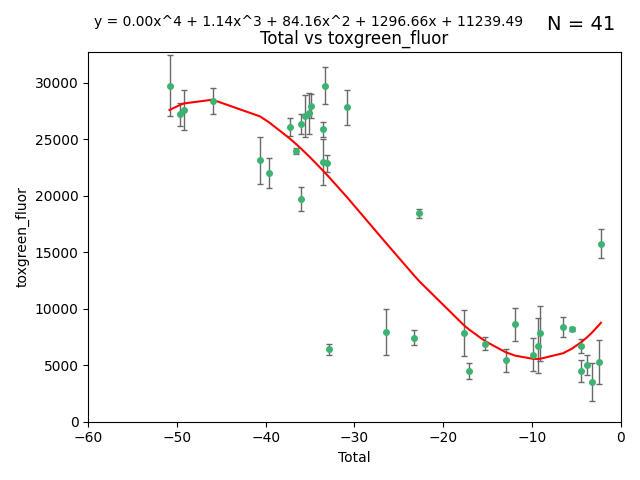 y = 0.00x^4 + 1.14x^3 + 84.16x^2 + 1296.66x + 11239.49
N = 41
Total vs toxgreen_fluor
30000
25000
20000
15000
10000
5000
0
toxgreen_fluor
−60
−50
−40
−30
−20
−10
0
Total